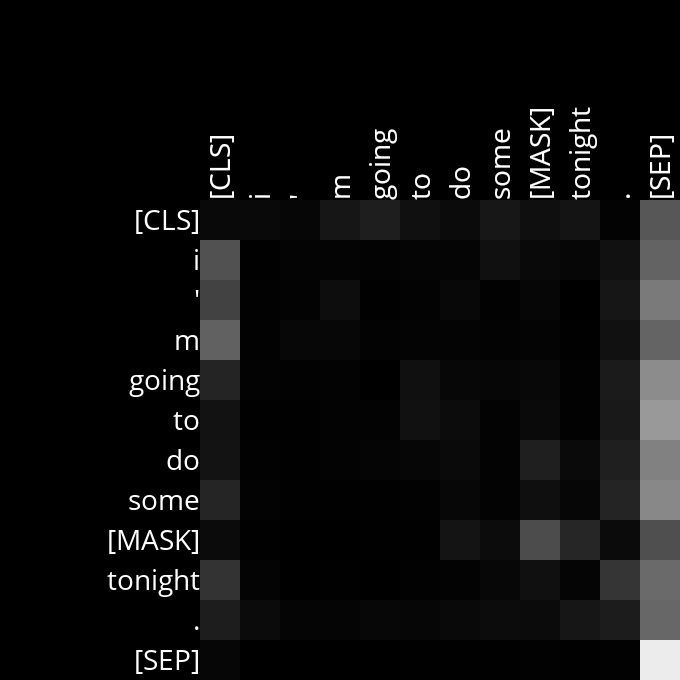 [CLS] i ' m going to do some [MASK] tonight . [SEP]
[CLS]
i
'
m
going
to
do
some
[MASK]
tonight
.
[SEP]